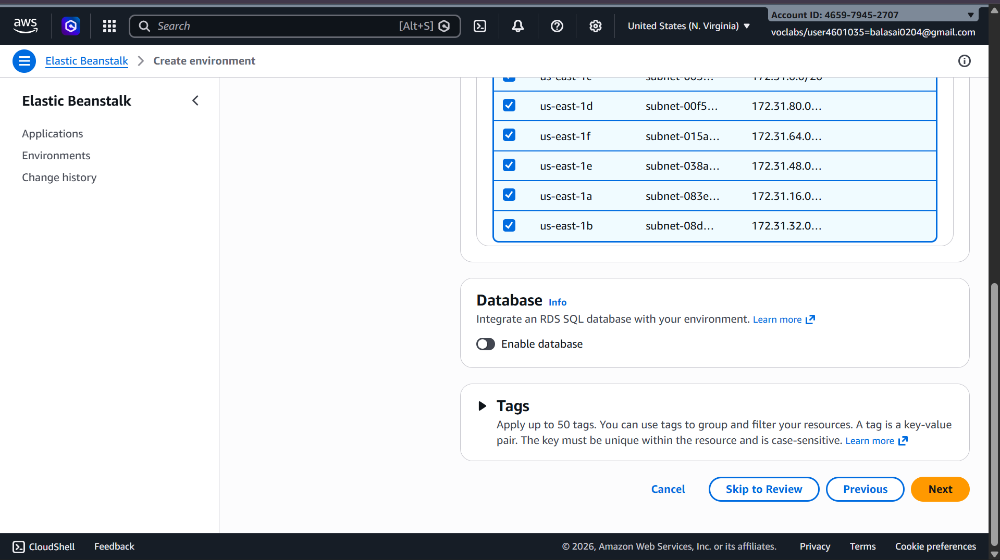 aws
Search
[Alt+S]
United States (N. Virginia)
Account ID: 4659-7945-2707
voclabs/user4601035=balasai0204@gmail.com
Elastic Beanstalk
Create environment
Elastic Beanstalk
Applications
Environments
Change history
us-east-1d subnet-00f5... 172.31.80.0...
us-east-1f subnet-015a... 172.31.64.0...
us-east-1e subnet-038a... 172.31.48.0...
us-east-1a subnet-083e... 172.31.16.0...
us-east-1b subnet-08d... 172.31.32.0...
Database Info
Integrate an RDS SQL database with your environment. Learn more
Enable database
Tags
Apply up to 50 tags. You can use tags to group and filter your resources. A tag is a key-value
pair. The key must be unique within the resource and is case-sensitive. Learn more
Cancel
Skip to Review
Previous
Next
CloudShell
Feedback
© 2026, Amazon Web Services, Inc. or its affiliates.
Privacy
Terms
Cookie preferences